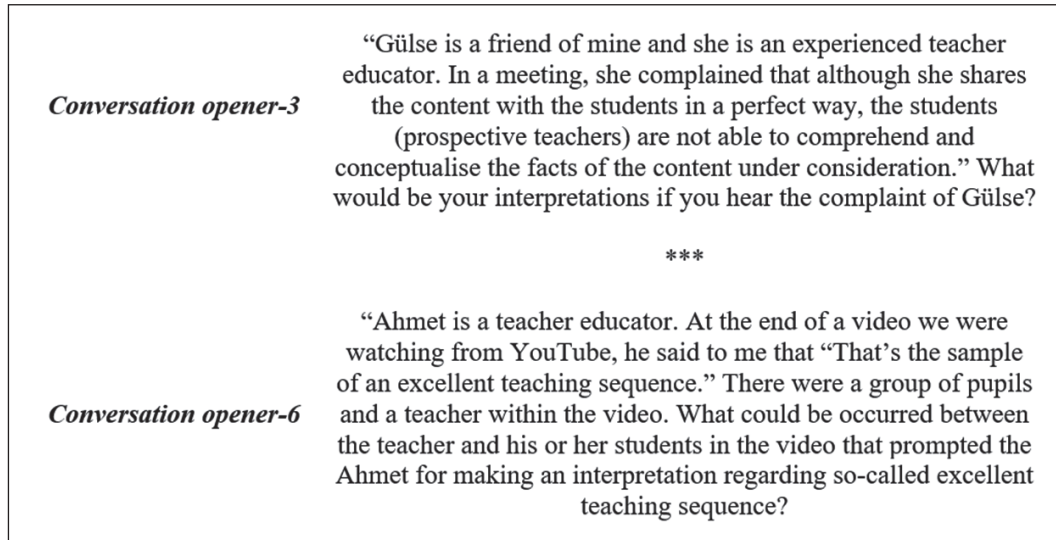 “Gülse is a friend of mine and she is an experienced teacher
educator. In a meeting, she complained that although she shares
Conversation opener-3 the content with the students in a perfect way, the students
(prospective teachers) are not able to comprehend and
conceptualise the facts of the content under consideration.” What
would be your interpretations if you hear the complaint of Gülse?
***
“Ahmet is a teacher educator. At the end of a video we were
watching from YouTube, he said to me that “That’s the sample
of an excellent teaching sequence.” There were a group of pupils
Conversation opener-6 and a teacher within the video. What could be occurred between
the teacher and his or her students in the video that prompted the
Ahmet for making an interpretation regarding so-called excellent
teaching sequence?